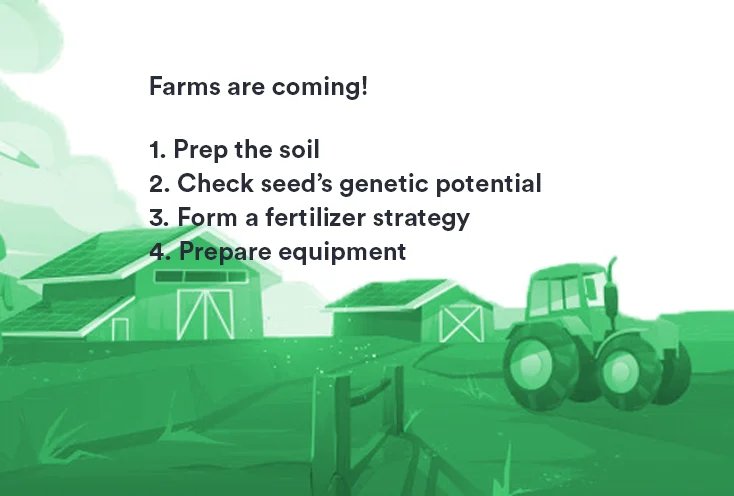 Farms are coming!
1. Prep the soil
2. Check seed’s genetic potential
3. Form a fertilizer strategy
4. Prepare equipment